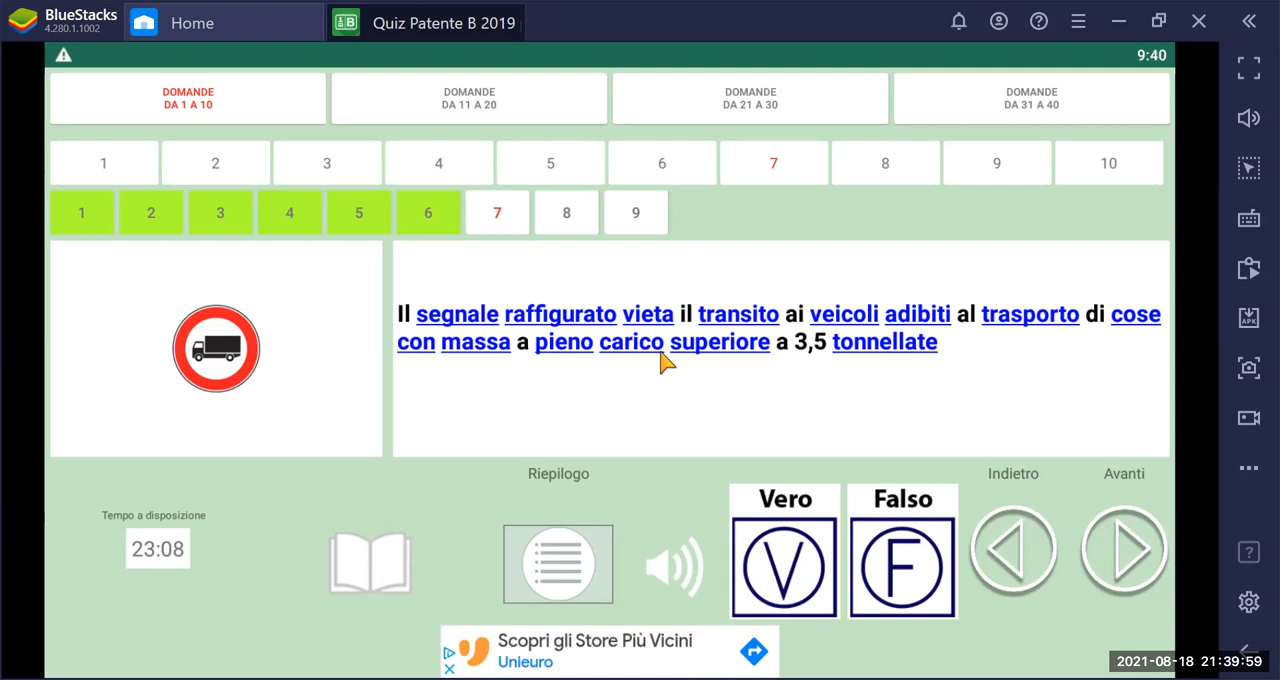 BlueStacks
4.280.1.1002
Home
Quiz Patente B 2019
9:40
DOMANDE
DA 1 A 10
DOMANDE
DA 11 A 20
DOMANDE
DA 21 A 30
DOMANDE
DA 31 A 40
1 2 3 4 5 6 7 8 9 10
1 2 3 4 5 6 7 8 9
Il segnale raffigurato vieta il transito ai veicoli adibiti al trasporto di cose
con massa a pieno carico superiore a 3,5 tonnellate
Riepilogo
Indietro
Avanti
Vero
Falso
V
F
Tempo a disposizione
23:08
Scopri gli Store Più Vicini
Unieuro
APK
2021-08-18 21:39:59